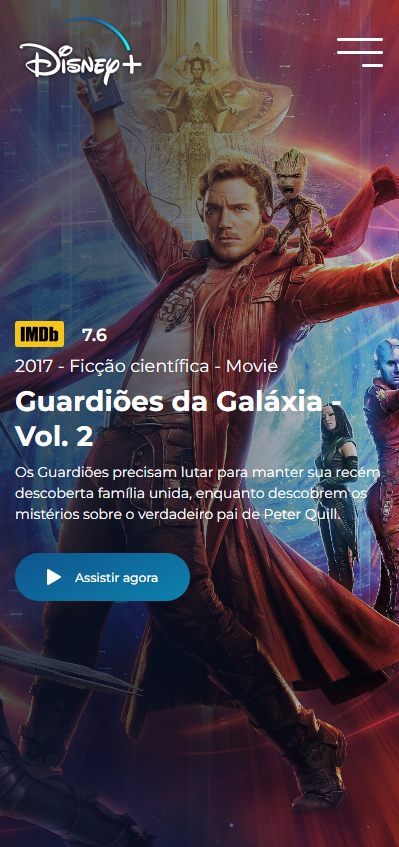 Disney+
IMDb 7.6
2017 - Ficção científica - Movie
Guardiões da Galáxia -
Vol. 2
Os Guardiões precisam lutar para manter sua recém
descoberta família unida, enquanto descobrem os
mistérios sobre o verdadeiro pai de Peter Quill.
Assistir agora